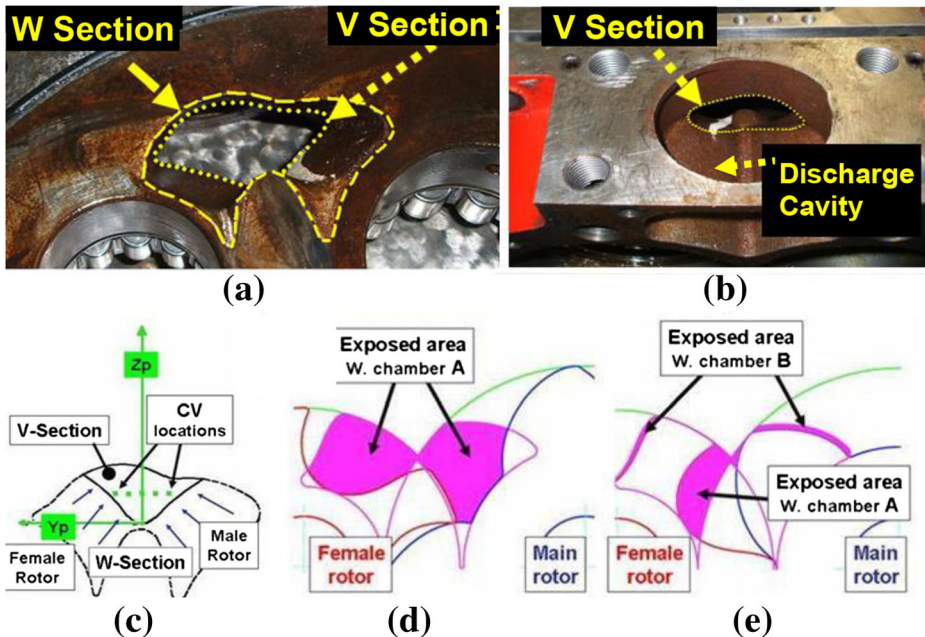 W Section
V Section
V Section
Discharge
Cavity
(a)
(b)
Zp
V-Section
CV
locations
Yp
Female
Rotor
W-Section
Male
Rotor
(c)
Exposed area
W. chamber A
Female
rotor
Main
rotor
(d)
Exposed area
W. chamber B
Exposed area
W. chamber A
Female
rotor
Main
rotor
(e)